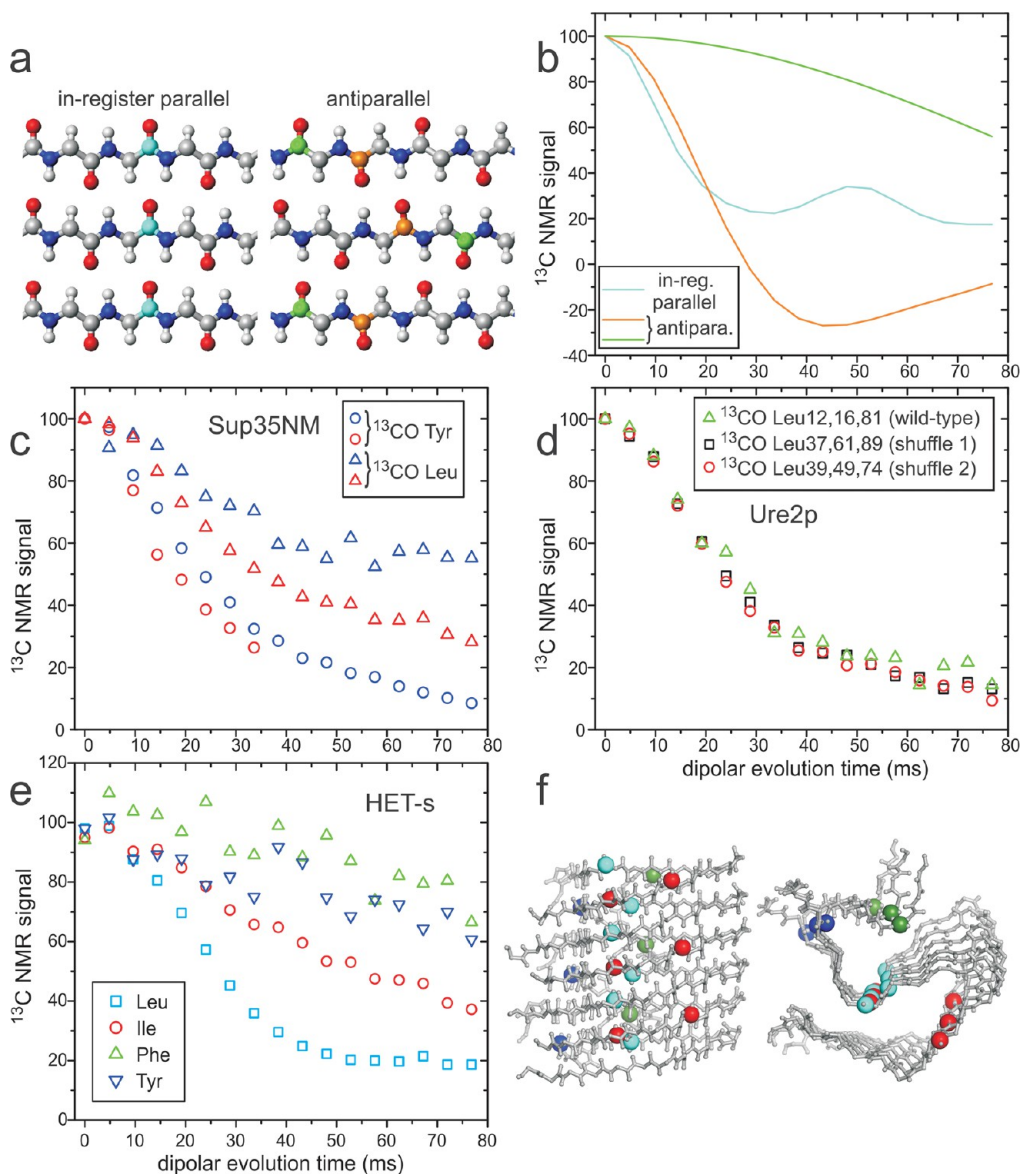 a
in-register parallel
antiparallel
b
100
80
60
40
20
0
-20
-40
¹³C NMR signal
in-reg.
parallel
antipara.
0 10 20 30 40 50 60 70 80
c
Sup35NM
¹³CO Tyr
¹³CO Leu
100
80
60
40
20
0
¹³C NMR signal
0 10 20 30 40 50 60 70 80
d
¹³CO Leu12,16,81 (wild-type)
¹³CO Leu37,61,89 (shuffle 1)
¹³CO Leu39,49,74 (shuffle 2)
Ure2p
100
80
60
40
20
0
¹³C NMR signal
0 10 20 30 40 50 60 70 80
dipolar evolution time (ms)
e
HET-s
120
100
80
60
40
20
0
¹³C NMR signal
Leu
Ile
Phe
Tyr
0 10 20 30 40 50 60 70 80
dipolar evolution time (ms)
f